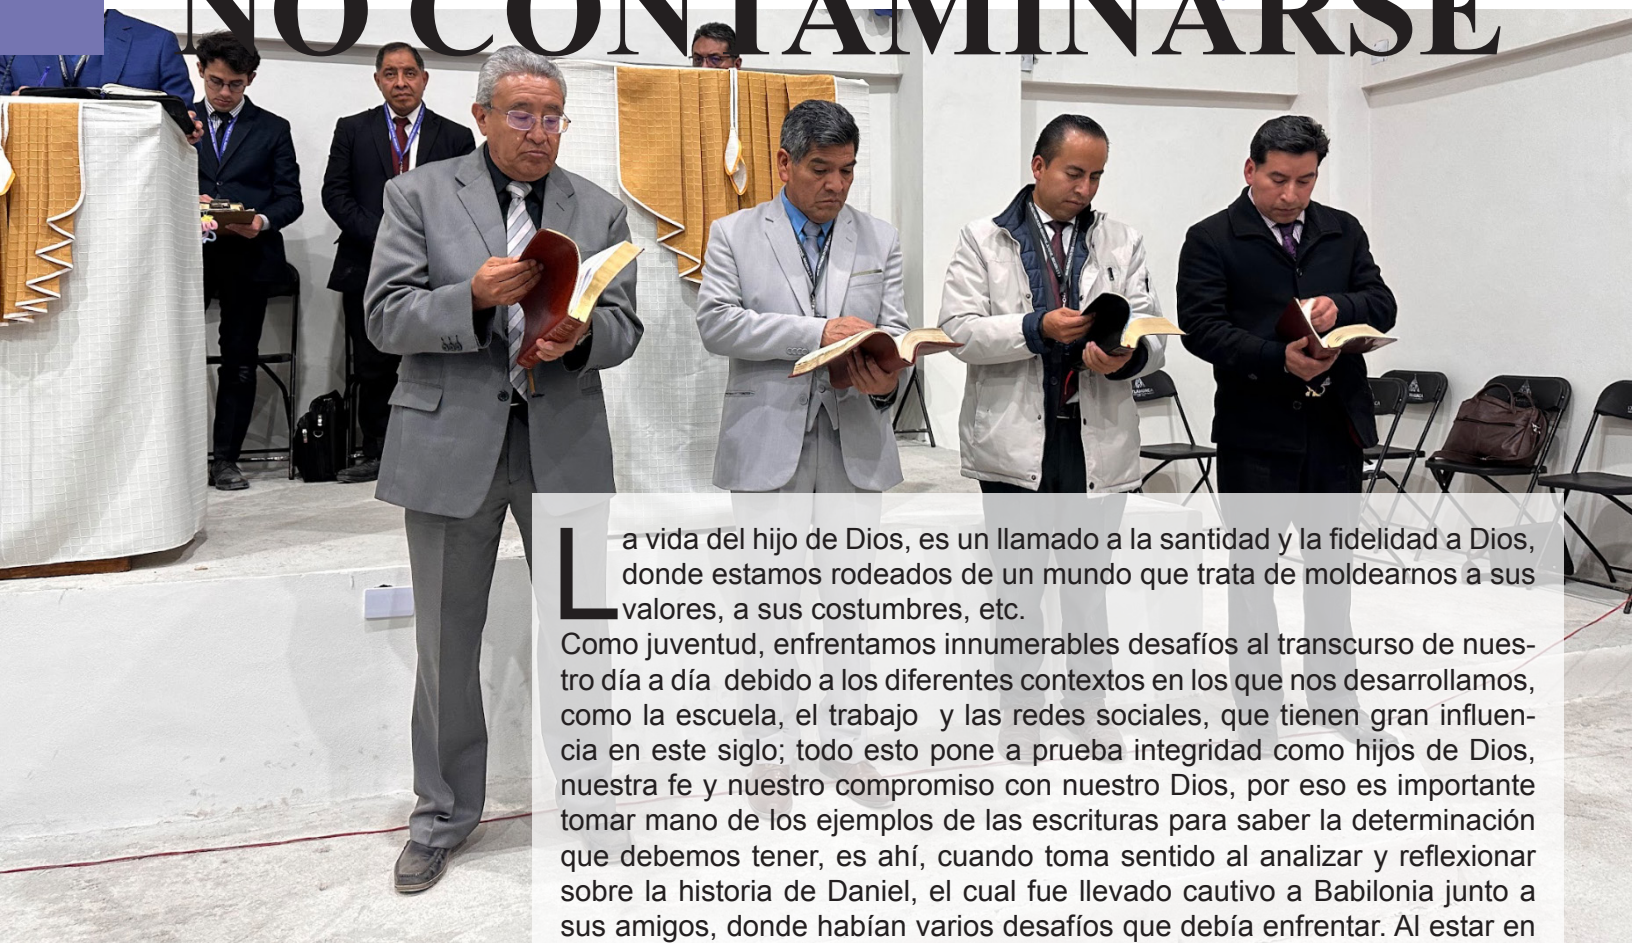 NO CONTAMINARSE
La vida del hijo de Dios, es un llamado a la santidad y la fidelidad a Dios,
donde estamos rodeados de un mundo que trata de moldearnos a sus
valores, a sus costumbres, etc.
Como juventud, enfrentamos innumerables desafíos al transcurso de nues-
tro día a día debido a los diferentes contextos en los que nos desarrollamos,
como la escuela, el trabajo y las redes sociales, que tienen gran influen-
cia en este siglo; todo esto pone a prueba integridad como hijos de Dios,
nuestra fe y nuestro compromiso con nuestro Dios, por eso es importante
tomar mano de los ejemplos de las escrituras para saber la determinación
que debemos tener, es ahí, cuando toma sentido al analizar y reflexionar
sobre la historia de Daniel, el cual fue llevado cautivo a Babilonia junto a
sus amigos, donde habían varios desafíos que debía enfrentar. Al estar en